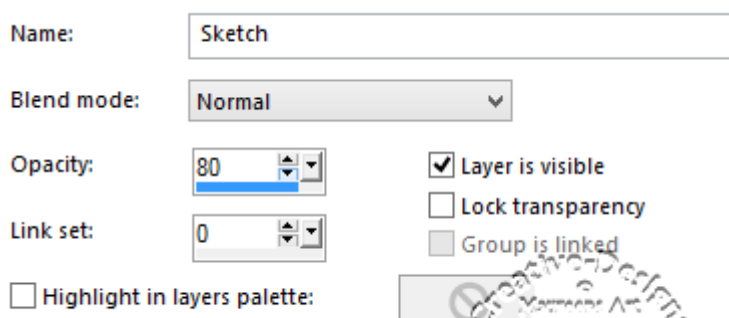 Name: Sketch
Blend mode: Normal
Opacity: 80
Layer is visible
Lock transparency
Link set: 0
Group is linked
Highlight in layers palette: